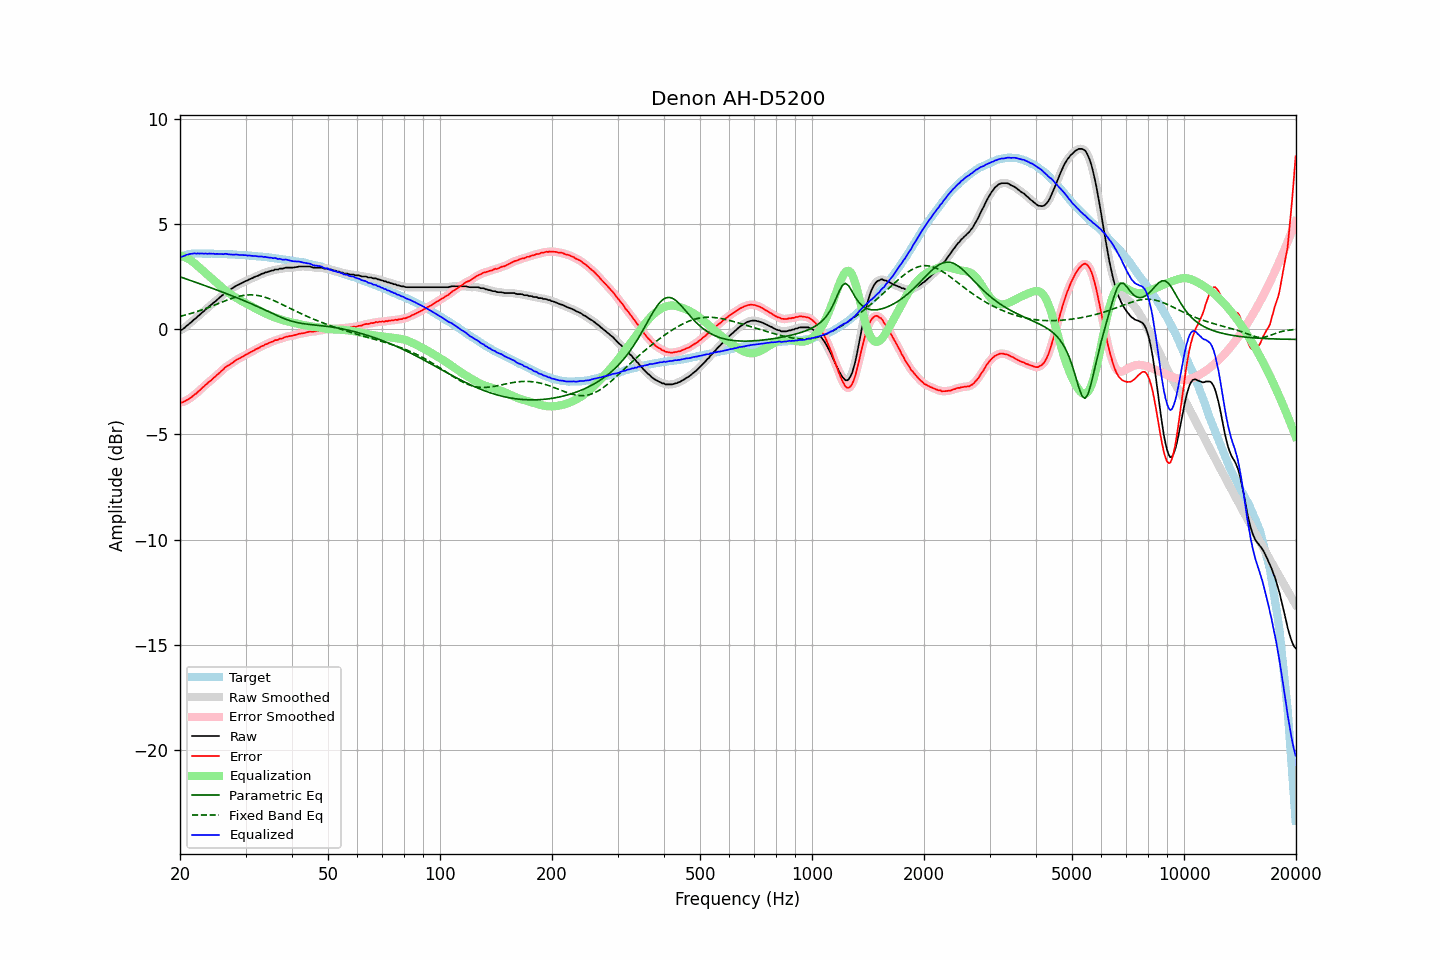 Denon AH-D5200
Amplitude (dBr)
10
5
0
−5
−10
−15
−20
Target
Raw Smoothed
Error Smoothed
Raw
Error
Equalization
Parametric Eq
Fixed Band Eq
Equalized
20 50 100 200 500 1000 2000 5000 10000 20000
Frequency (Hz)